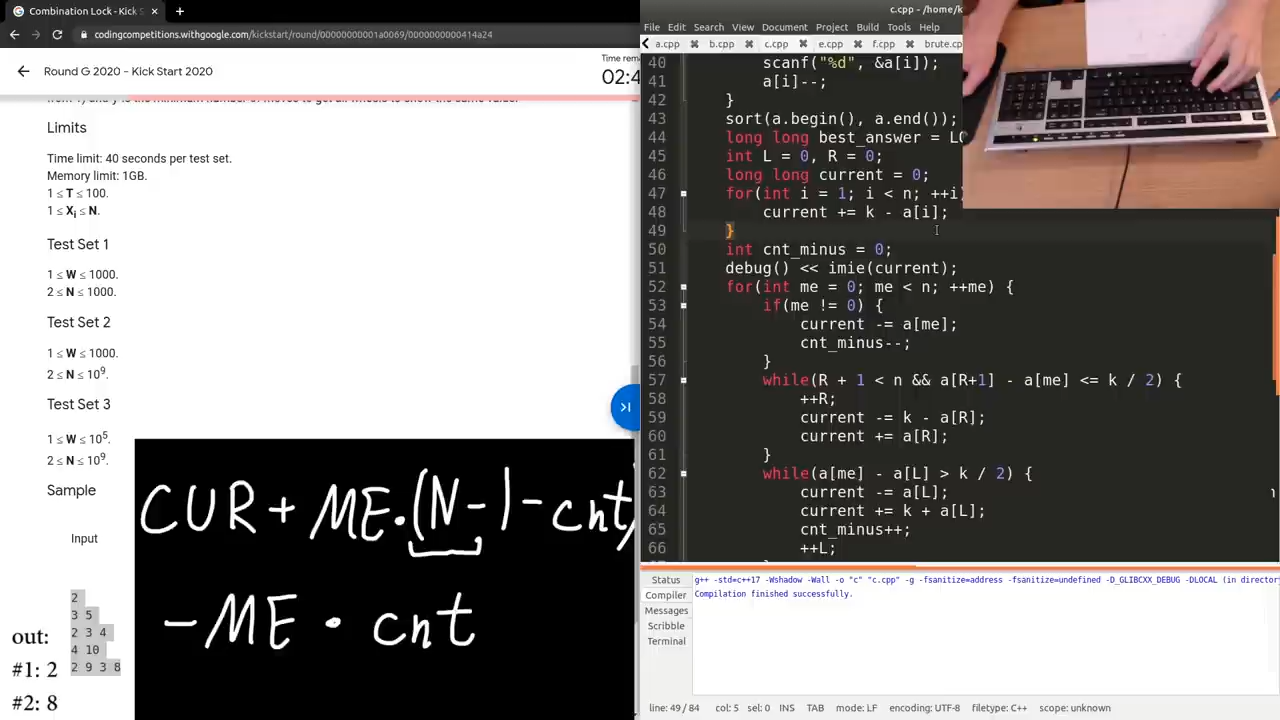 Combination Lock - Kick S
codingcompetitions.withgoogle.com/kickstart/round/00000000001a0069/0000000000414a24
Round G 2020 - Kick Start 2020
Time rema
02:4
Limits
Time limit: 40 seconds per test set.
Memory limit: 1GB.
1 ≤ T ≤ 100.
1 ≤ Xi ≤ N.
Test Set 1
1 ≤ W ≤ 1000.
2 ≤ N ≤ 1000.
Test Set 2
1 ≤ W ≤ 1000.
2 ≤ N ≤ 10⁹.
Test Set 3
1 ≤ W ≤ 10⁵.
2 ≤ N ≤ 10⁹.
Sample
Input
2
3 5
2 3 4
4 10
2 9 3 8
out:
#1: 2
#2: 8
CUR + ME·(N-1-cnt)
-ME · cnt
c.cpp - /home/k
File Edit Search View Document Project Build Tools Help
a.cpp b.cpp c.cpp e.cpp f.cpp brute.cp
40 scanf("%d", &a[i]);
41 a[i]--;
42 }
43 sort(a.begin(), a.end());
44 long long best_answer = LO
45 int L = 0, R = 0;
46 long long current = 0;
47 for(int i = 1; i < n; ++i)
48 current += k - a[i];
49 }
50 int cnt_minus = 0;
51 debug() << imie(current);
52 for(int me = 0; me < n; ++me) {
53 if(me != 0) {
54 current -= a[me];
55 cnt_minus--;
56 }
57 while(R + 1 < n && a[R+1] - a[me] <= k / 2) {
58 ++R;
59 current -= k - a[R];
60 current += a[R];
61 }
62 while(a[me] - a[L] > k / 2) {
63 current -= a[L];
64 current += k + a[L];
65 cnt_minus++;
66 ++L;
Status
Compiler
Messages
Scribble
Terminal
g++ -std=c++17 -Wshadow -Wall -o "c" "c.cpp" -g -fsanitize=address -fsanitize=undefined -D_GLIBCXX_DEBUG -DLOCAL (in director
Compilation finished successfully.
line: 49 / 84 col: 5 sel: 0 INS TAB mode: LF encoding: UTF-8 filetype: C++ scope: unknown